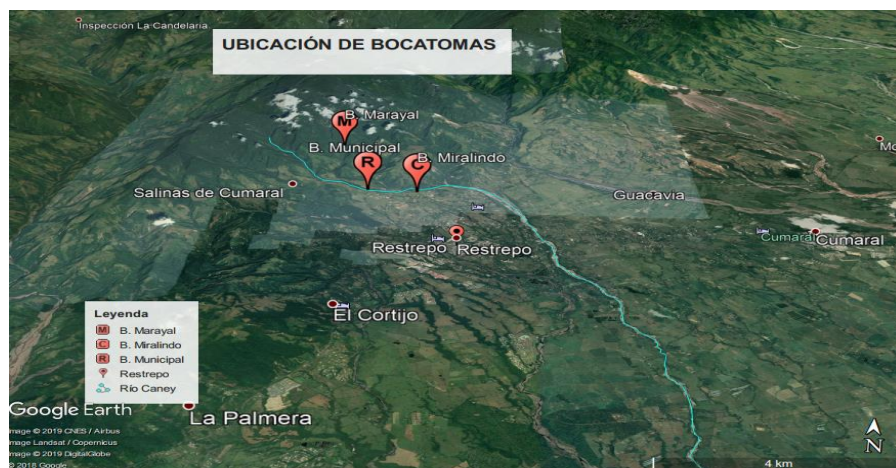 Inspección La Candelaria
UBICACIÓN DE BOCATOMAS
M
B. Marayal
B. Municipal
R
C
B. Miralindo
Salinas de Cumaral
Guacavia
Restrepo
Restrepo
Cumaral
Cumaral
El Cortijo
Leyenda
M B. Marayal
C B. Miralindo
R B. Municipal
Restrepo
Río Caney
Google Earth
La Palmera
Image © 2019 CNES / Airbus
Image Landsat / Copernicus
Image © 2019 DigitalGlobe
© 2018 Google
N
4 km